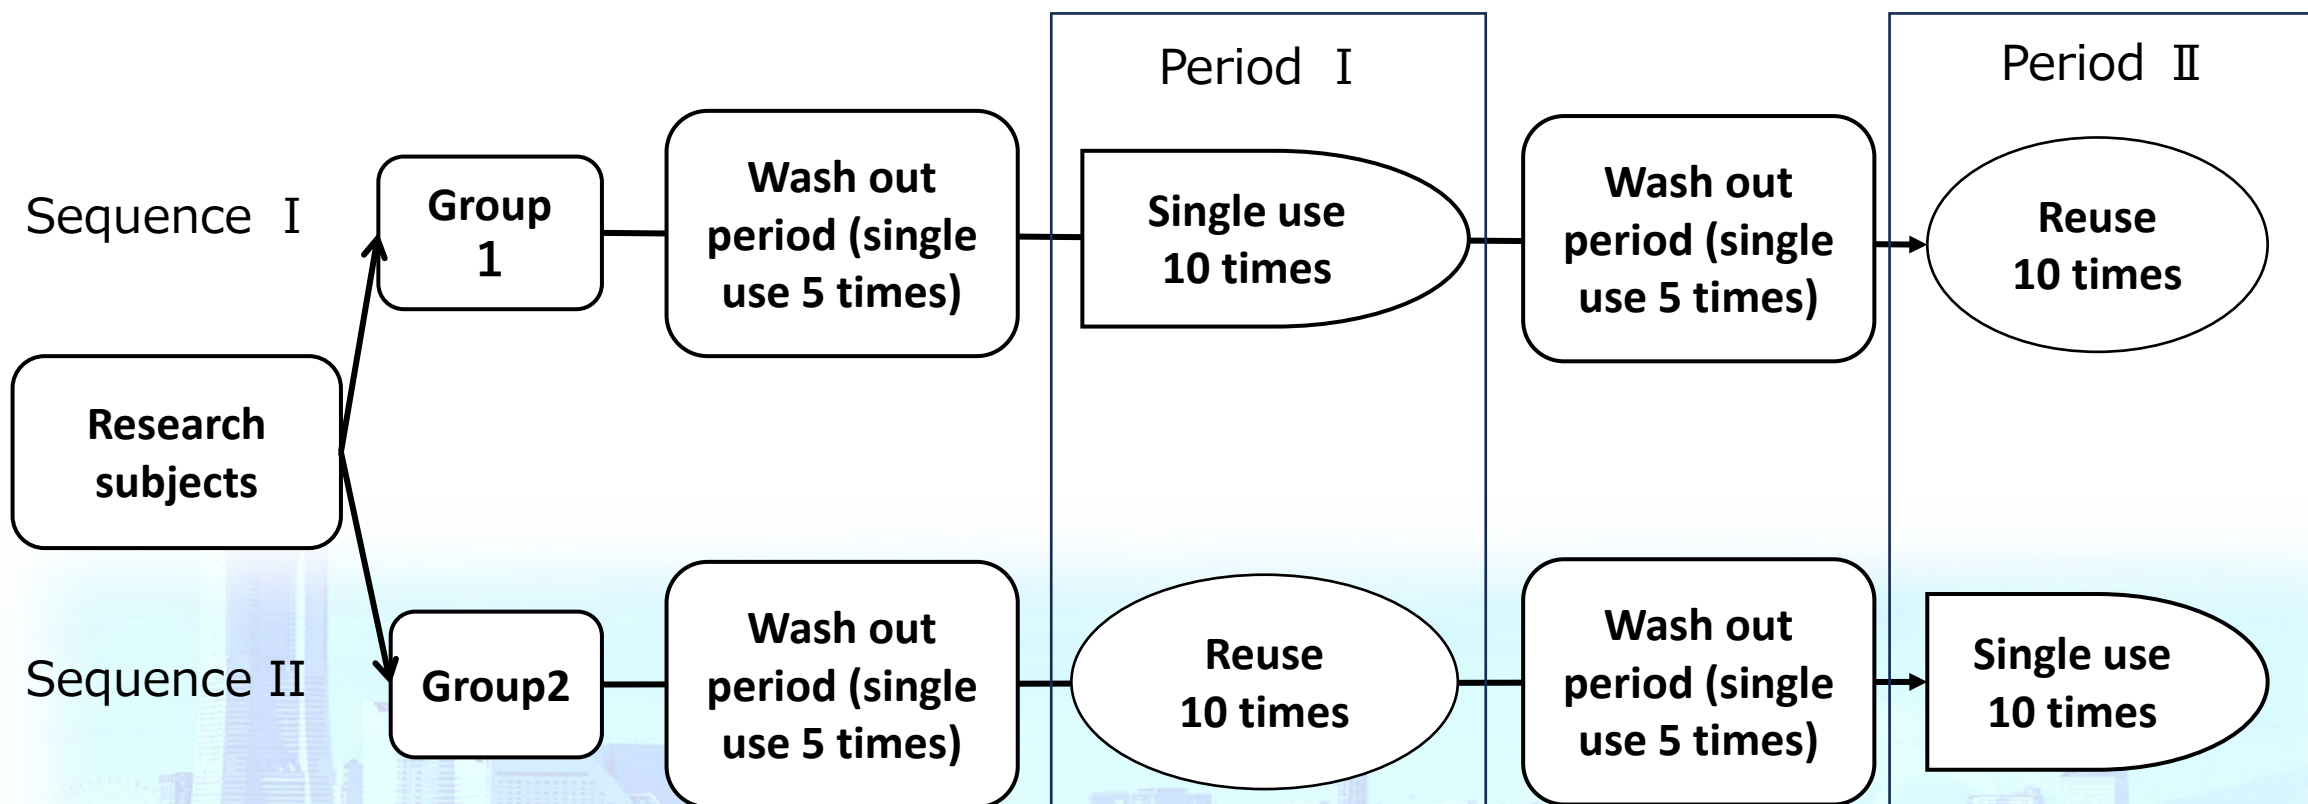 Period Ⅰ
Period Ⅱ
Sequence Ⅰ
Group
1
Wash out
period (single
use 5 times)
Single use
10 times
Wash out
period (single
use 5 times)
Reuse
10 times
Research
subjects
Sequence II
Group2
Wash out
period (single
use 5 times)
Reuse
10 times
Wash out
period (single
use 5 times)
Single use
10 times